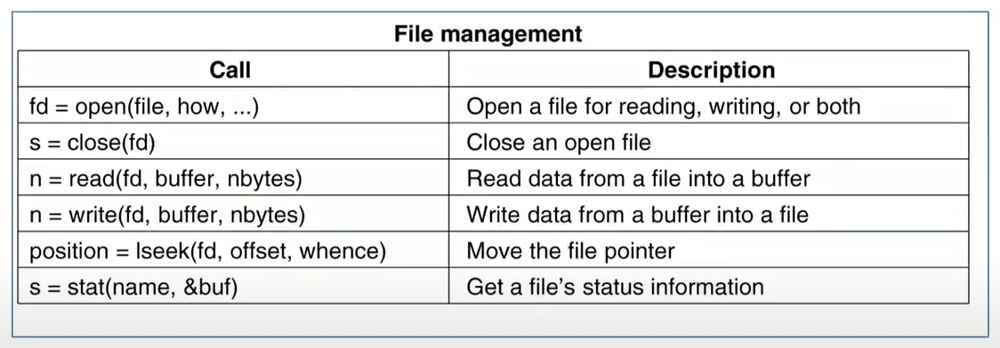 File management
Call Description
fd = open(file, how, ...) Open a file for reading, writing, or both
s = close(fd) Close an open file
n = read(fd, buffer, nbytes) Read data from a file into a buffer
n = write(fd, buffer, nbytes) Write data from a buffer into a file
position = lseek(fd, offset, whence) Move the file pointer
s = stat(name, &buf) Get a file's status information